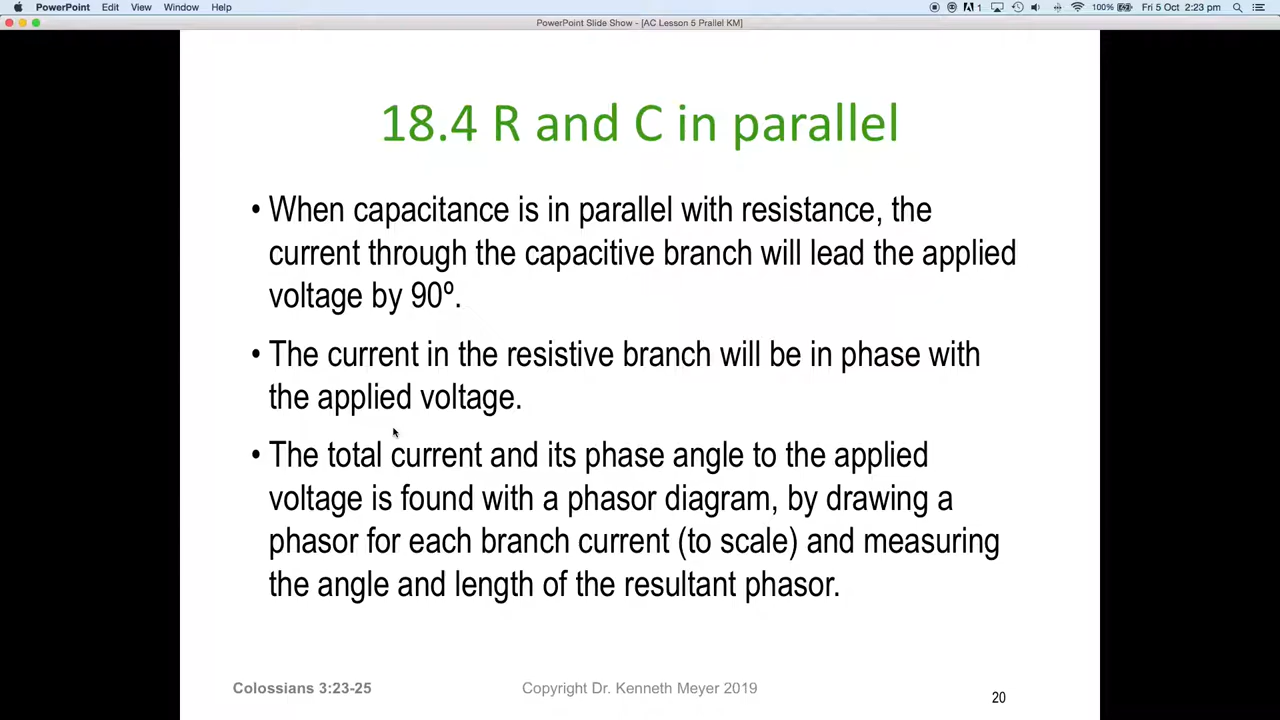 PowerPoint Edit View Window Help 1 100% Fri 5 Oct 2:23 pm
PowerPoint Slide Show - [AC Lesson 5 Prallel KM]
18.4 R and C in parallel
• When capacitance is in parallel with resistance, the
current through the capacitive branch will lead the applied
voltage by 90º.
• The current in the resistive branch will be in phase with
the applied voltage.
• The total current and its phase angle to the applied
voltage is found with a phasor diagram, by drawing a
phasor for each branch current (to scale) and measuring
the angle and length of the resultant phasor.
Colossians 3:23-25 Copyright Dr. Kenneth Meyer 2019 20